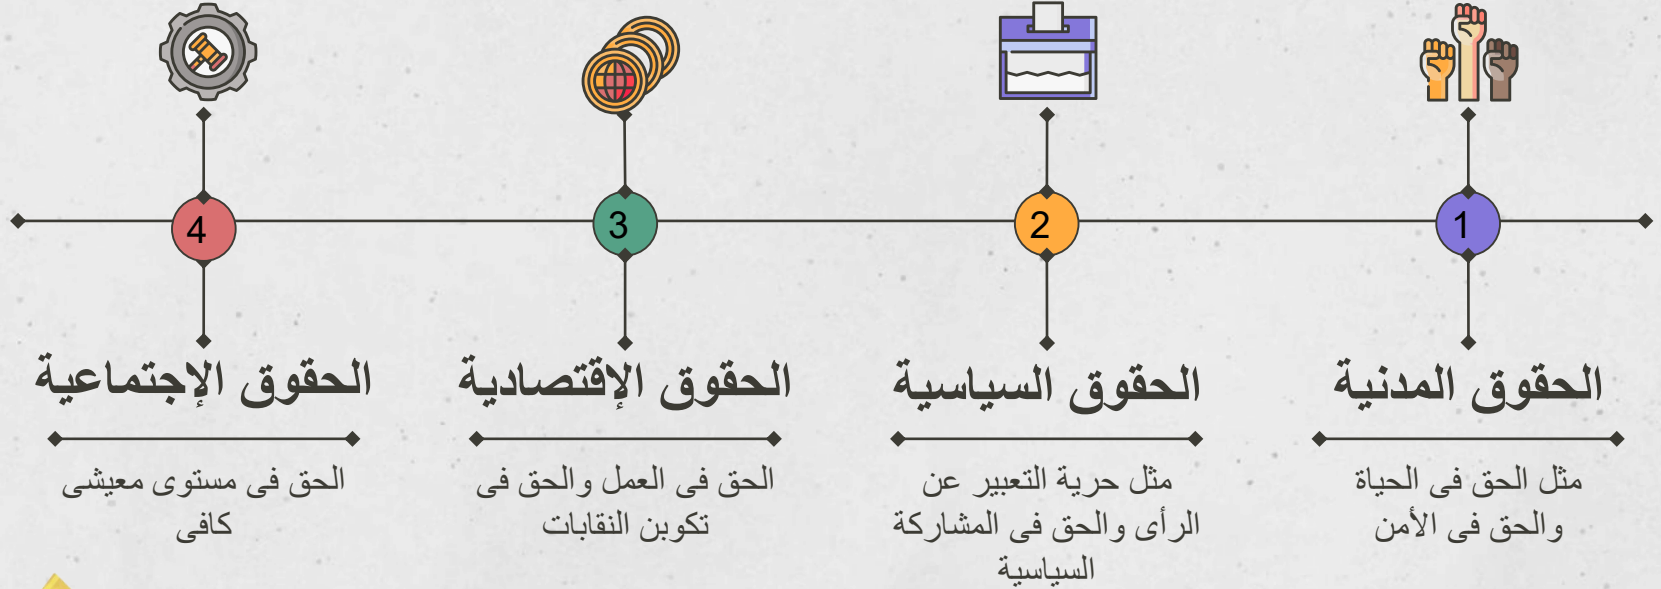 1
الحقوق المدنية
مثل الحق فى الحياة
والحق فى الأمن
2
الحقوق السياسية
مثل حرية التعبير عن
الرأى والحق فى المشاركة
السياسية
3
الحقوق الإقتصادية
الحق فى العمل والحق فى
تكوبن النقابات
4
الحقوق الإجتماعية
الحق فى مستوى معيشى
كافى